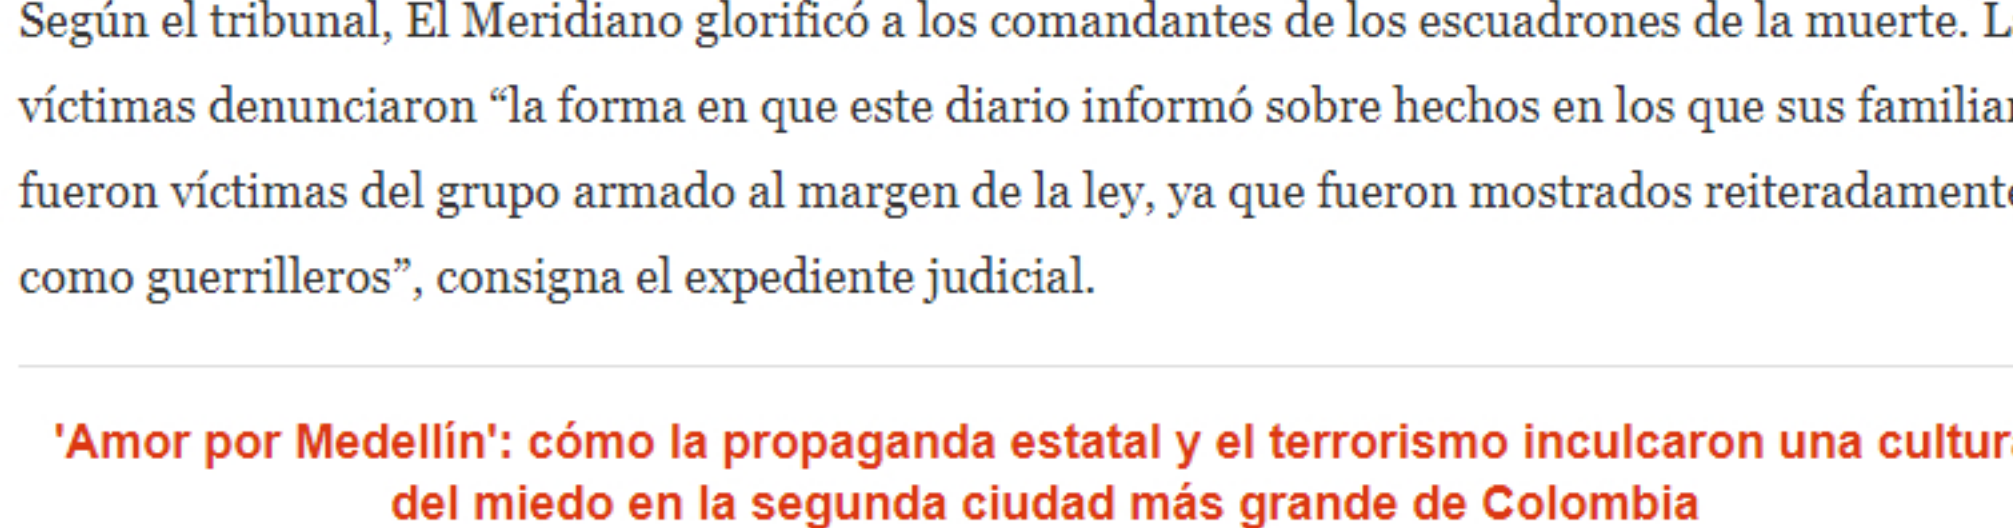 Según el tribunal, El Meridiano glorificó a los comandantes de los escuadrones de la muerte.
víctimas denunciaron “la forma en que este diario informó sobre hechos en los que sus
fueron víctimas del grupo armado al margen de la ley, ya que fueron mostrados reiteradamente
como guerrilleros”, consigna el expediente judicial.
'Amor por Medellín': cómo la propaganda estatal y el terrorismo inculcaron una cultura
del miedo en la segunda ciudad más grande de Colombia